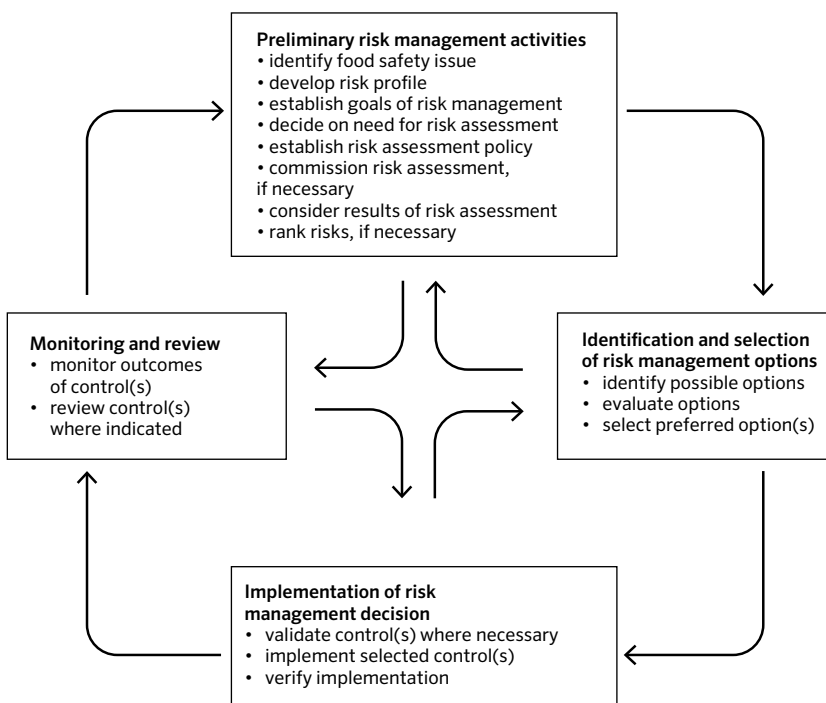 Preliminary risk management activities
• identify food safety issue
• develop risk profile
• establish goals of risk management
• decide on need for risk assessment
• establish risk assessment policy
• commission risk assessment,
if necessary
• consider results of risk assessment
• rank risks, if necessary
Monitoring and review
• monitor outcomes
of control(s)
• review control(s)
where indicated
Identification and selection
of risk management options
• identify possible options
• evaluate options
• select preferred option(s)
Implementation of risk
management decision
• validate control(s) where necessary
• implement selected control(s)
• verify implementation